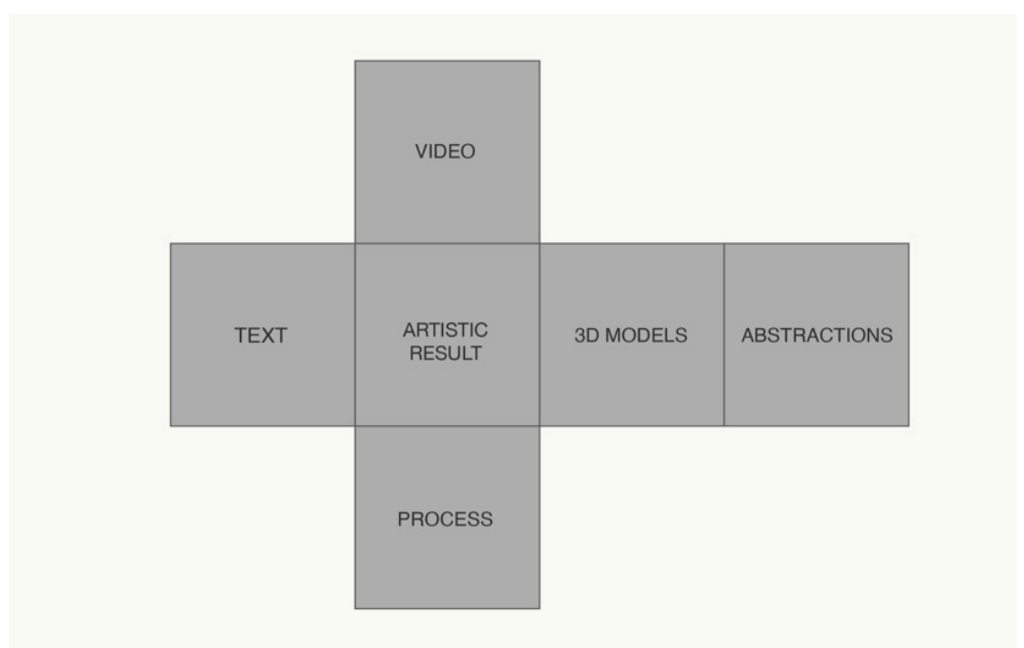 VIDEO
TEXT
ARTISTIC
RESULT
3D MODELS
ABSTRACTIONS
PROCESS